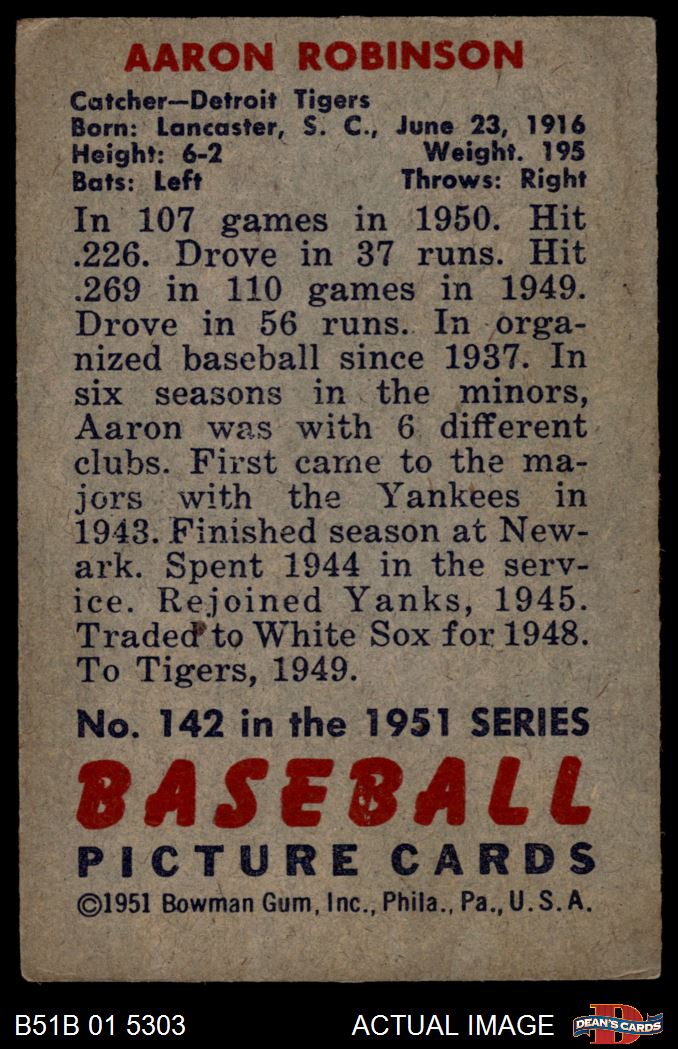 AARON ROBINSON
Catcher—Detroit Tigers
Born: Lancaster, S. C., June 23, 1916
Height: 6-2 Weight. 195
Bats: Left Throws: Right
In 107 games in 1950. Hit
.226. Drove in 37 runs. Hit
.269 in 110 games in 1949.
Drove in 56 runs. In orga-
nized baseball since 1937. In
six seasons in the minors,
Aaron was with 6 different
clubs. First came to the ma-
jors with the Yankees in
1943. Finished season at New-
ark. Spent 1944 in the serv-
ice. Rejoined Yanks, 1945.
Traded to White Sox for 1948.
To Tigers, 1949.
No. 142 in the 1951 SERIES
BASEBALL
PICTURE CARDS
©1951 Bowman Gum, Inc., Phila., Pa., U. S. A.
B51B 01 5303 ACTUAL IMAGE D DEAN'S CARDS